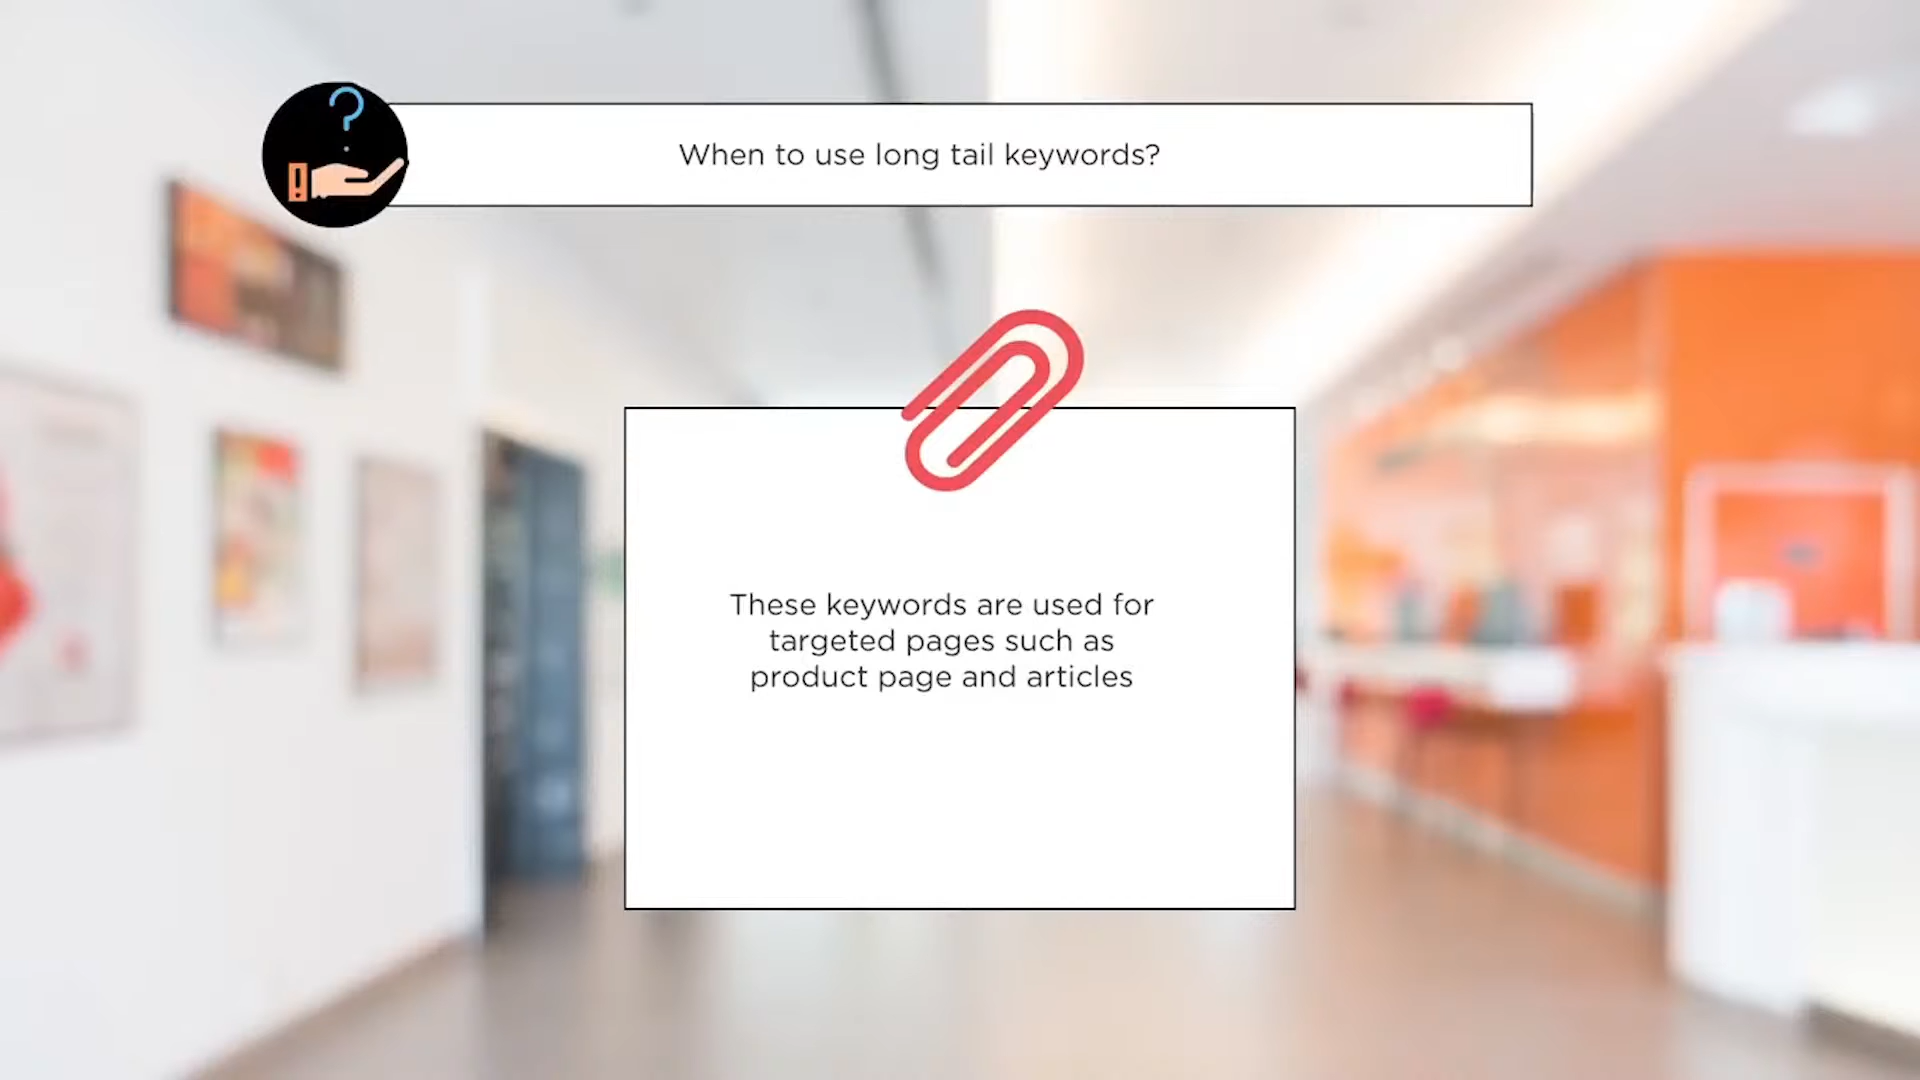 When to use long tail keywords?
These keywords are used for
targeted pages such as
product page and articles